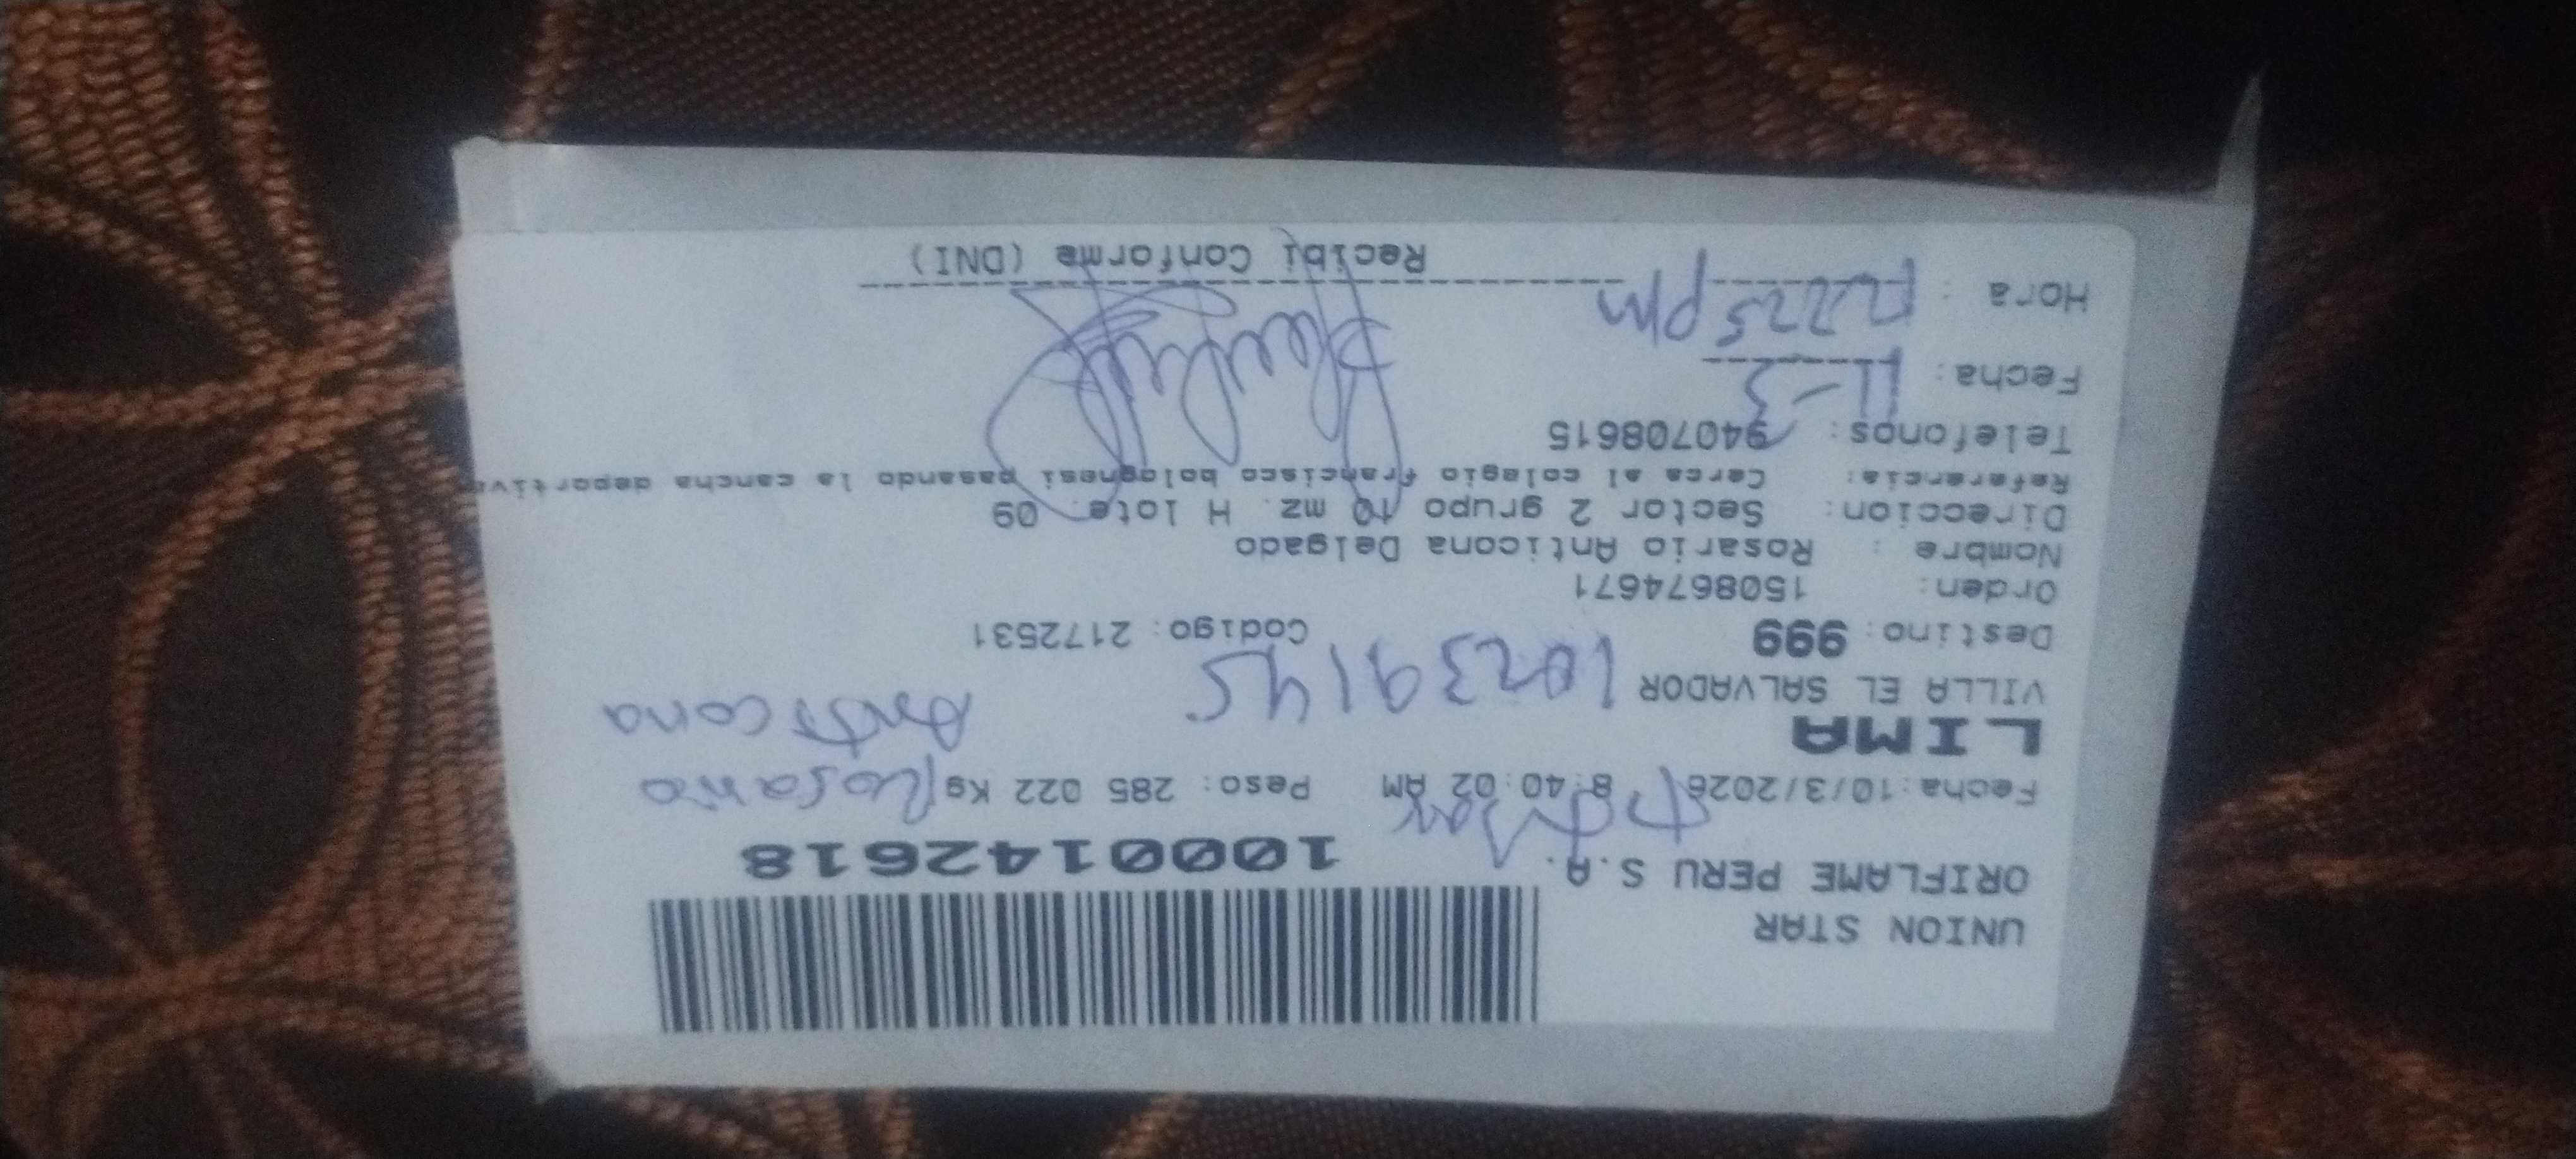 UNION STAR
ORIFLAME PERU S.A.
1000142618
Fecha: 10/3/2026 8:40:02 AM Peso: 285 022 Kg
Rosario
LIMA
Anticona
VILLA EL SALVADOR
10239145
Destino: 999 Codigo: 2172531
Orden: 1508674671
Nombre : Rosario Anticona Delgado
Direccion: Sector 2 grupo 10 mz. H lote. 09
Referencia: Cerca al colegio francisco bolognesi pasando la cancha deportiva
Telefonos: 940708615
Fecha: 11-3
Hora : 12:25 pm
Recibi Conforme (DNI)